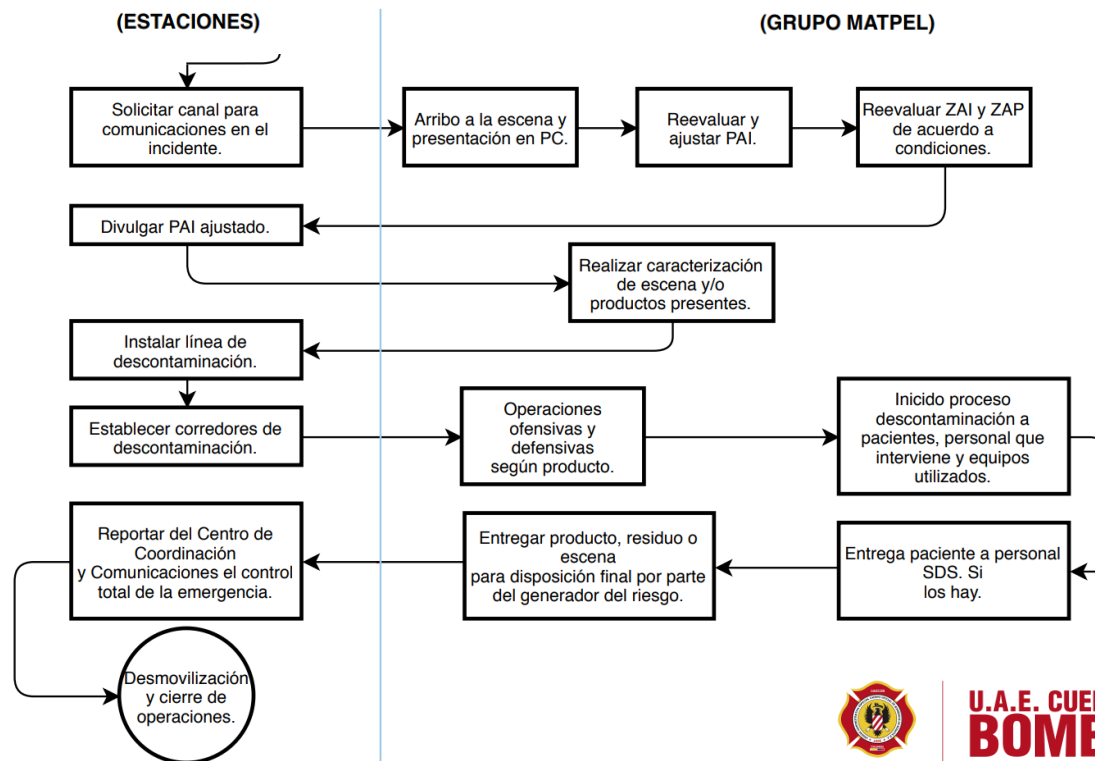 (ESTACIONES)
(GRUPO MATPEL)
Solicitar canal para
comunicaciones en el
incidente.
Arribo a la escena y
presentación en PC.
Reevaluar y
ajustar PAI.
Reevaluar ZAI y ZAP
de acuerdo a
condiciones.
Divulgar PAI ajustado.
Realizar caracterización
de escena y/o
productos presentes.
Instalar línea de
descontaminación.
Establecer corredores de
descontaminación.
Operaciones
ofensivas y
defensivas
según producto.
Inicido proceso
descontaminación a
pacientes, personal que
interviene y equipos
utilizados.
Entrega paciente a personal
SDS. Si
los hay.
Entregar producto, residuo o
escena
para disposición final por parte
del generador del riesgo.
Reportar del Centro de
Coordinación
y Comunicaciones el control
total de la emergencia.
Desmovilización
y cierre de
operaciones.
U.A.E. CUE
BOMB